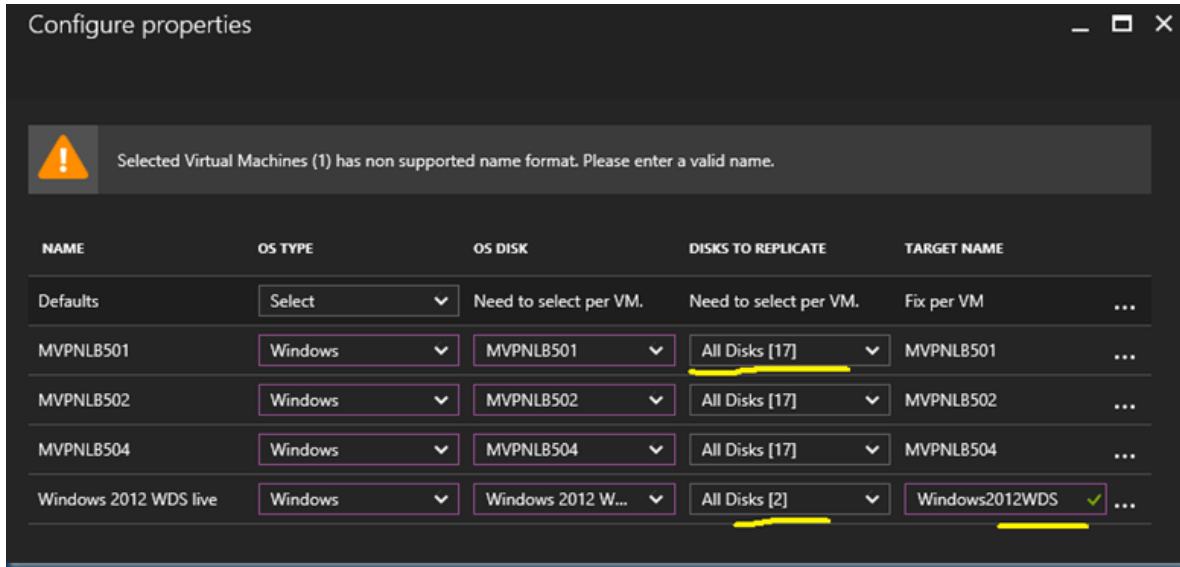 Configure properties
Selected Virtual Machines (1) has non supported name format. Please enter a valid name.
NAME OS TYPE OS DISK DISKS TO REPLICATE TARGET NAME
Defaults Select Need to select per VM. Need to select per VM. Fix per VM ...
MVPNLB501 Windows MVPNLB501 All Disks [17] MVPNLB501 ...
MVPNLB502 Windows MVPNLB502 All Disks [17] MVPNLB502 ...
MVPNLB504 Windows MVPNLB504 All Disks [17] MVPNLB504 ...
Windows 2012 WDS live Windows Windows 2012 W... All Disks [2] Windows2012WDS ...